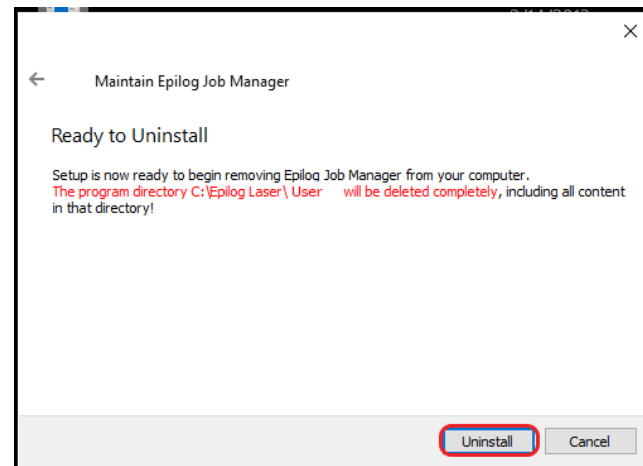 Maintain Epilog Job Manager
Ready to Uninstall
Setup is now ready to begin removing Epilog Job Manager from your computer.
The program directory C:\Epilog Laser\ User will be deleted completely, including all content
in that directory!
Uninstall Cancel